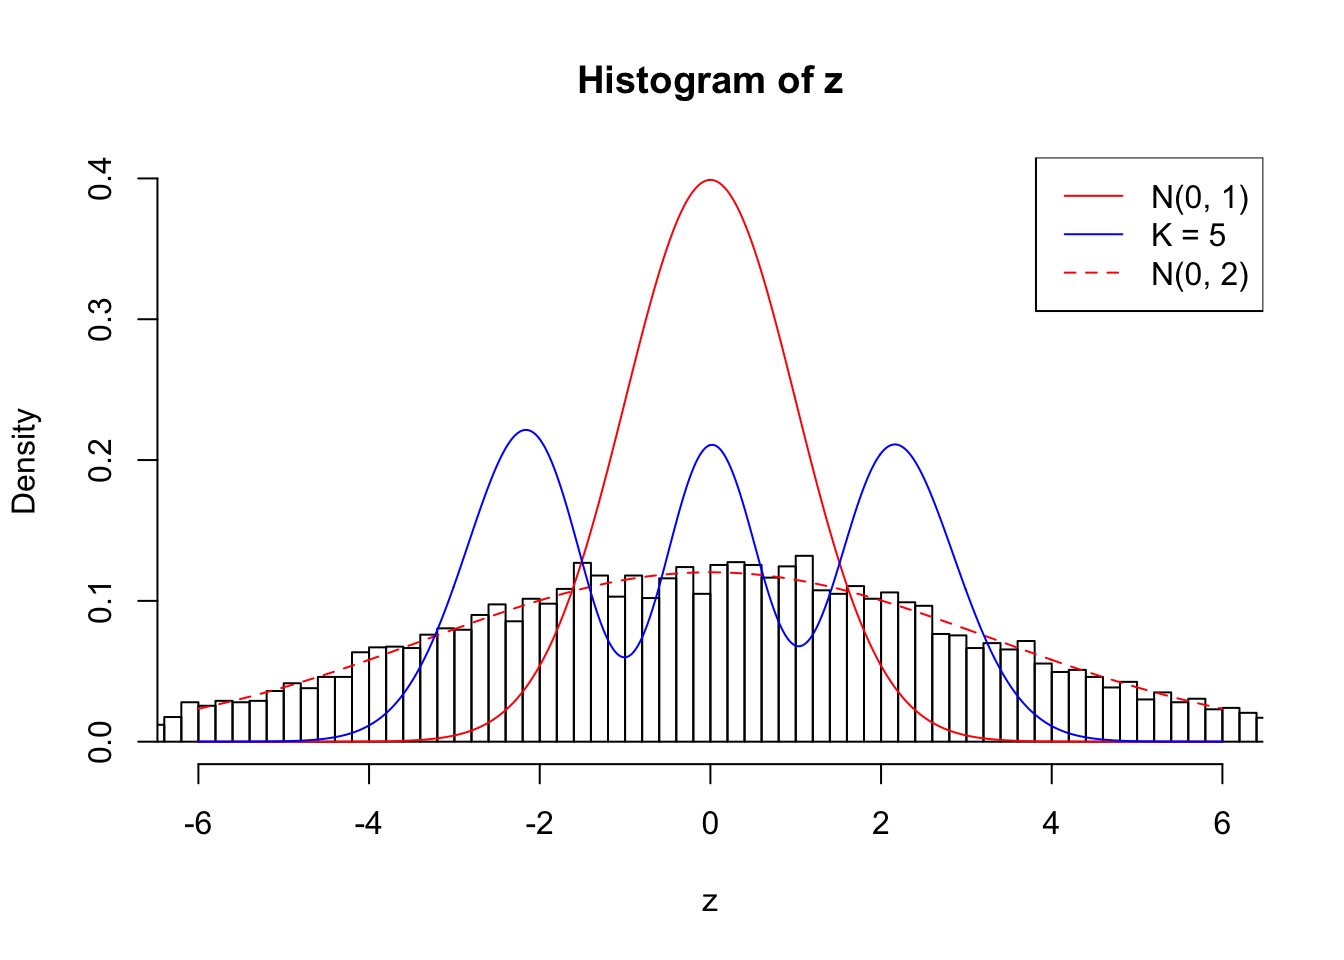 Histogram of z
N(0, 1)
K = 5
N(0, 2)
Density
0.4
0.3
0.2
0.1
0.0
-6 -4 -2 0 2 4 6
z